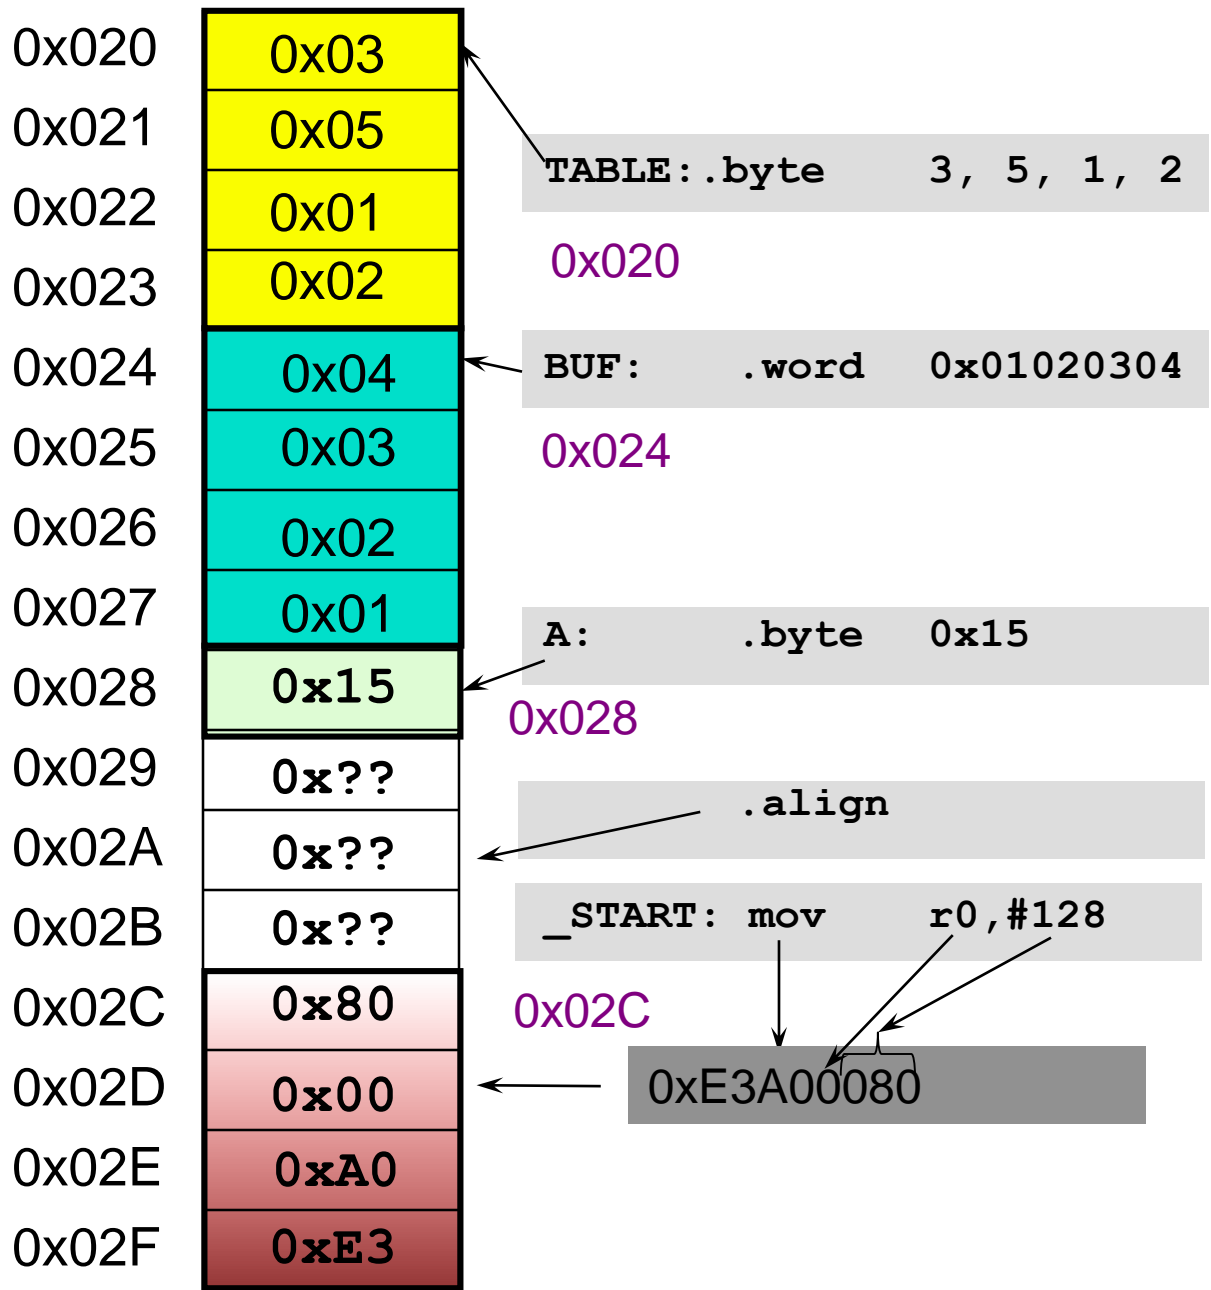 0x020 0x03
0x021 0x05
TABLE:.byte 3, 5, 1, 2
0x022 0x01
0x020
0x023 0x02
0x024 0x04
BUF: .word 0x01020304
0x025 0x03
0x024
0x026 0x02
0x027 0x01
A: .byte 0x15
0x028 0x15
0x028
0x029 0x??
.align
0x02A 0x??
0x02B 0x??
_START: mov r0,#128
0x02C 0x80
0x02C
0x02D 0x00
0xE3A00080
0x02E 0xA0
0x02F 0xE3